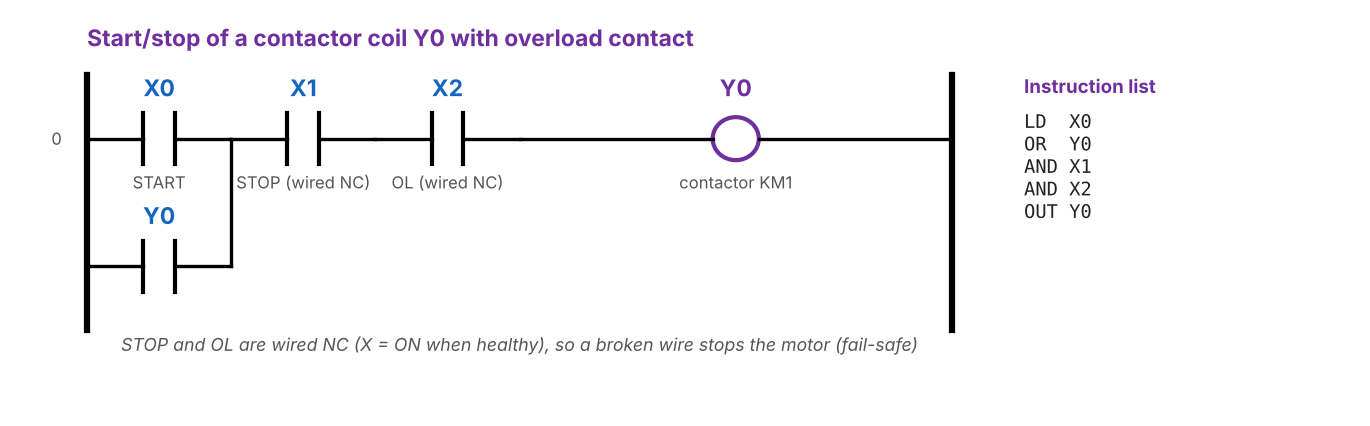 Start/stop of a contactor coil Y0 with overload contact
X0 X1 X2 Y0
0
START STOP (wired NC) OL (wired NC) contactor KM1
Y0
STOP and OL are wired NC (X = ON when healthy), so a broken wire stops the motor (fail-safe)
Instruction list
LD X0
OR Y0
AND X1
AND X2
OUT Y0